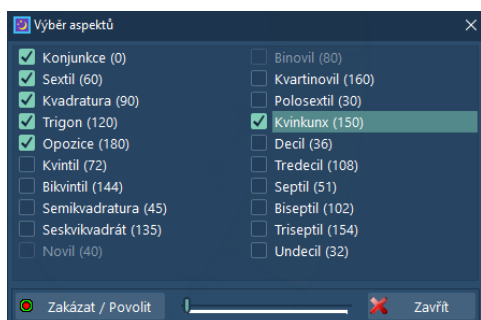 Výběr aspektů
Konjunkce (0)
Sextil (60)
Kvadratura (90)
Trigon (120)
Opozice (180)
Kvintil (72)
Bikvintil (144)
Semikvadratura (45)
Seskvikvadrát (135)
Novil (40)
Binovil (80)
Kvartinovil (160)
Polosextil (30)
Kvinkunx (150)
Decil (36)
Tredecil (108)
Septil (51)
Biseptil (102)
Triseptil (154)
Undecil (32)
Zakázat / Povolit
Zavřít